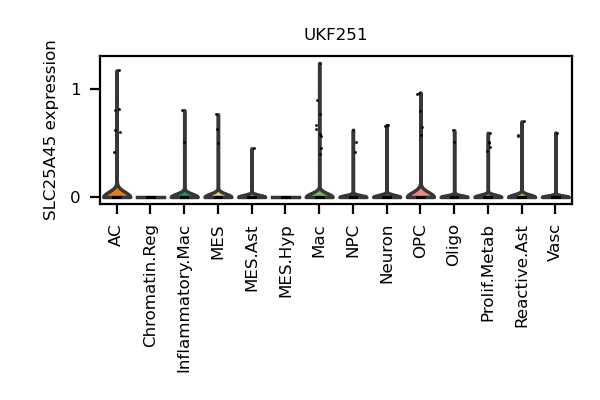 UKF251
SLC25A45 expression
1
0
AC
Chromatin.Reg
Inflammatory.Mac
MES
MES.Ast
MES.Hyp
Mac
NPC
Neuron
OPC
Oligo
Prolif.Metab
Reactive.Ast
Vasc